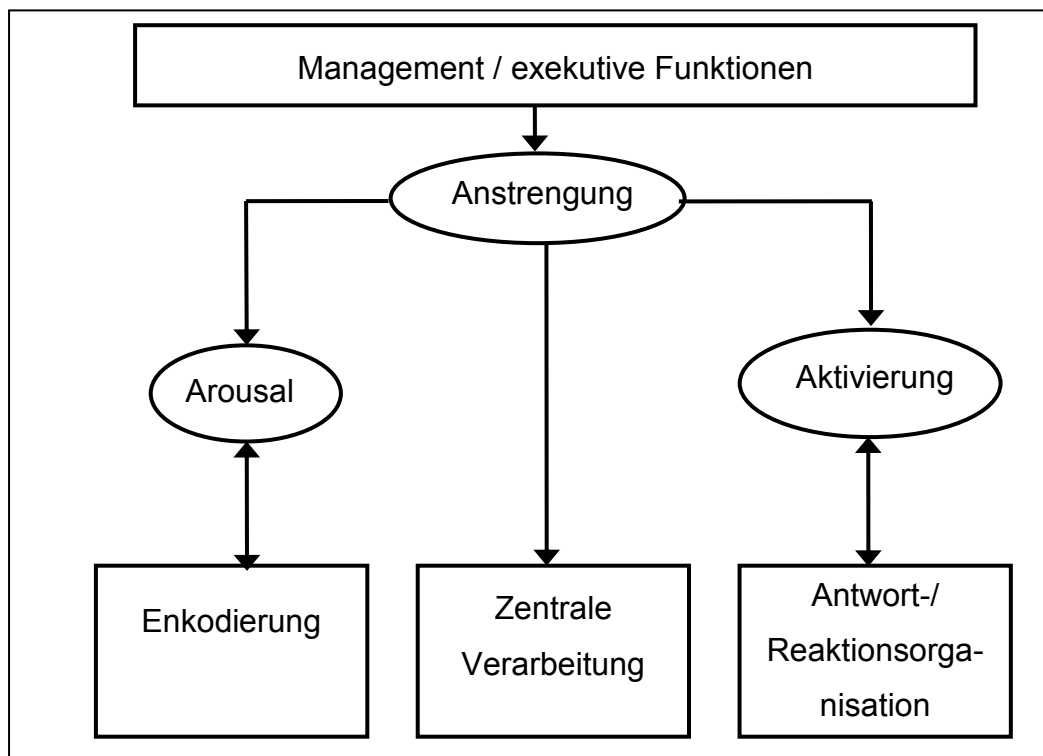 Management / exekutive Funktionen
Anstrengung
Arousal
Aktivierung
Enkodierung
Zentrale
Verarbeitung
Antwort-/
Reaktionsorga-
nisation